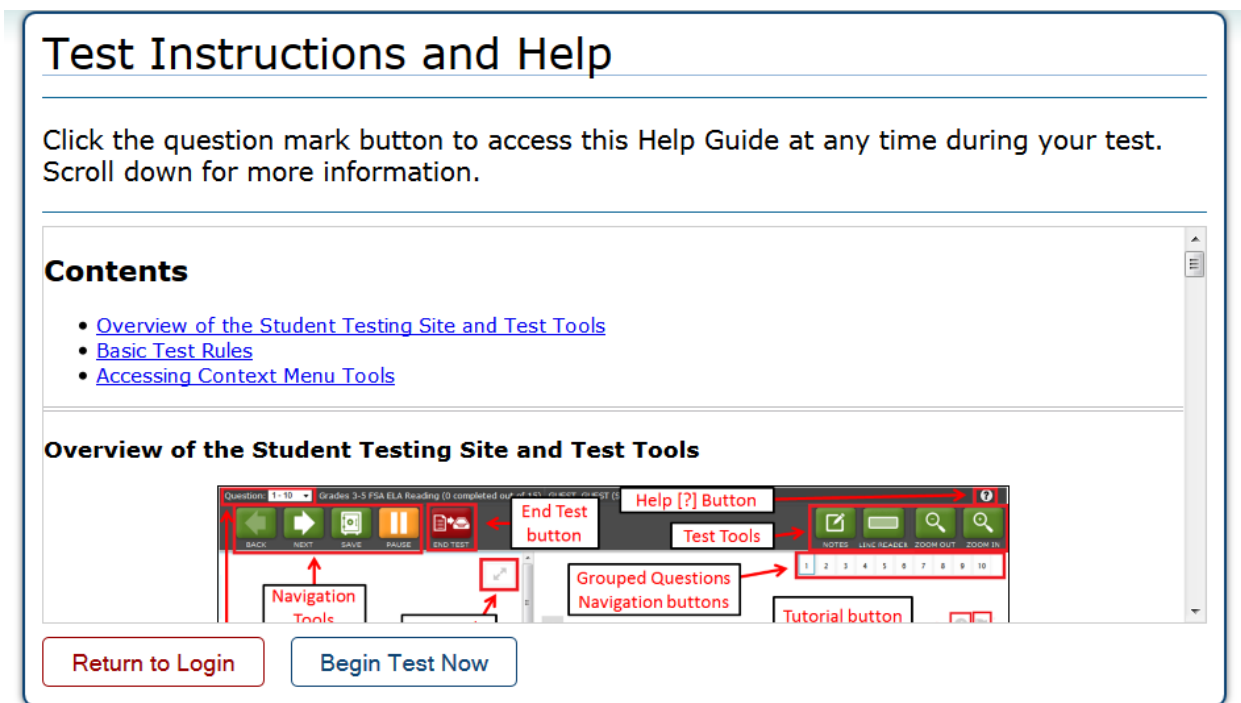 Test Instructions and Help
Click the question mark button to access this Help Guide at any time during your test.
Scroll down for more information.
Contents
Overview of the Student Testing Site and Test Tools
Basic Test Rules
Accessing Context Menu Tools
Overview of the Student Testing Site and Test Tools
Question: 1-10 Grades 3-5 FSA ELA Reading (0 completed out of 15) GUEST, GUEST
Help [?] Button
?
End Test
button
Test Tools
BACK NEXT SAVE PAUSE END TEST
NOTES LINE READER ZOOM OUT ZOOM IN
1 2 3 4 5 6 7 8 9 10
Grouped Questions
Navigation buttons
Navigation
Tools
Tutorial button
Return to Login
Begin Test Now